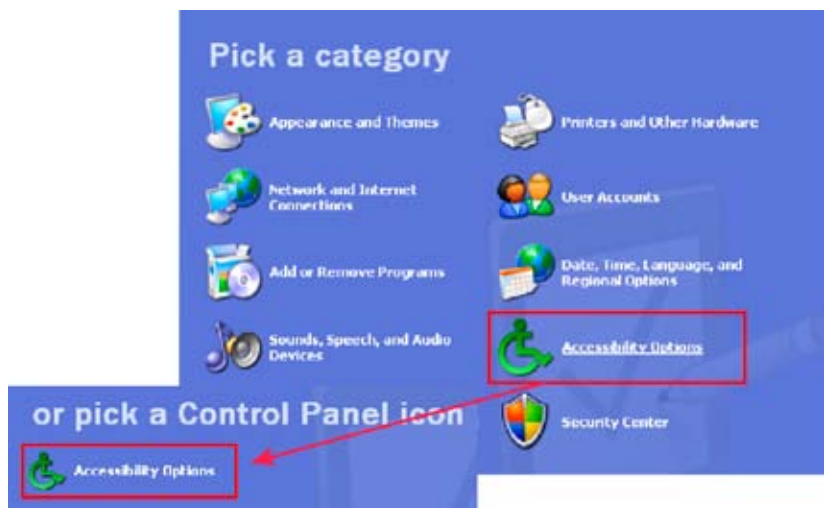 Pick a category
Appearance and Themes
Printers and Other Hardware
Network and Internet
Connections
User Accounts
Add or Remove Programs
Date, Time, Language, and
Regional Options
Sounds, Speech, and Audio
Devices
Accessibility Options
Security Center
or pick a Control Panel icon
Accessibility Options